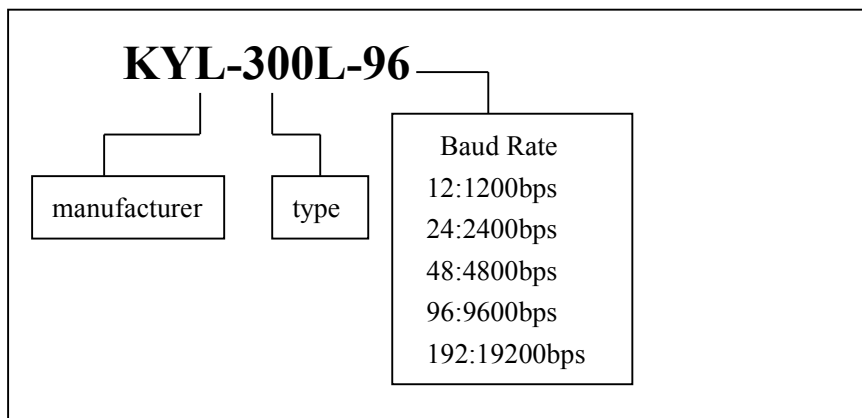 KYL-300L-96
manufacturer
type
Baud Rate
12:1200bps
24:2400bps
48:4800bps
96:9600bps
192:19200bps